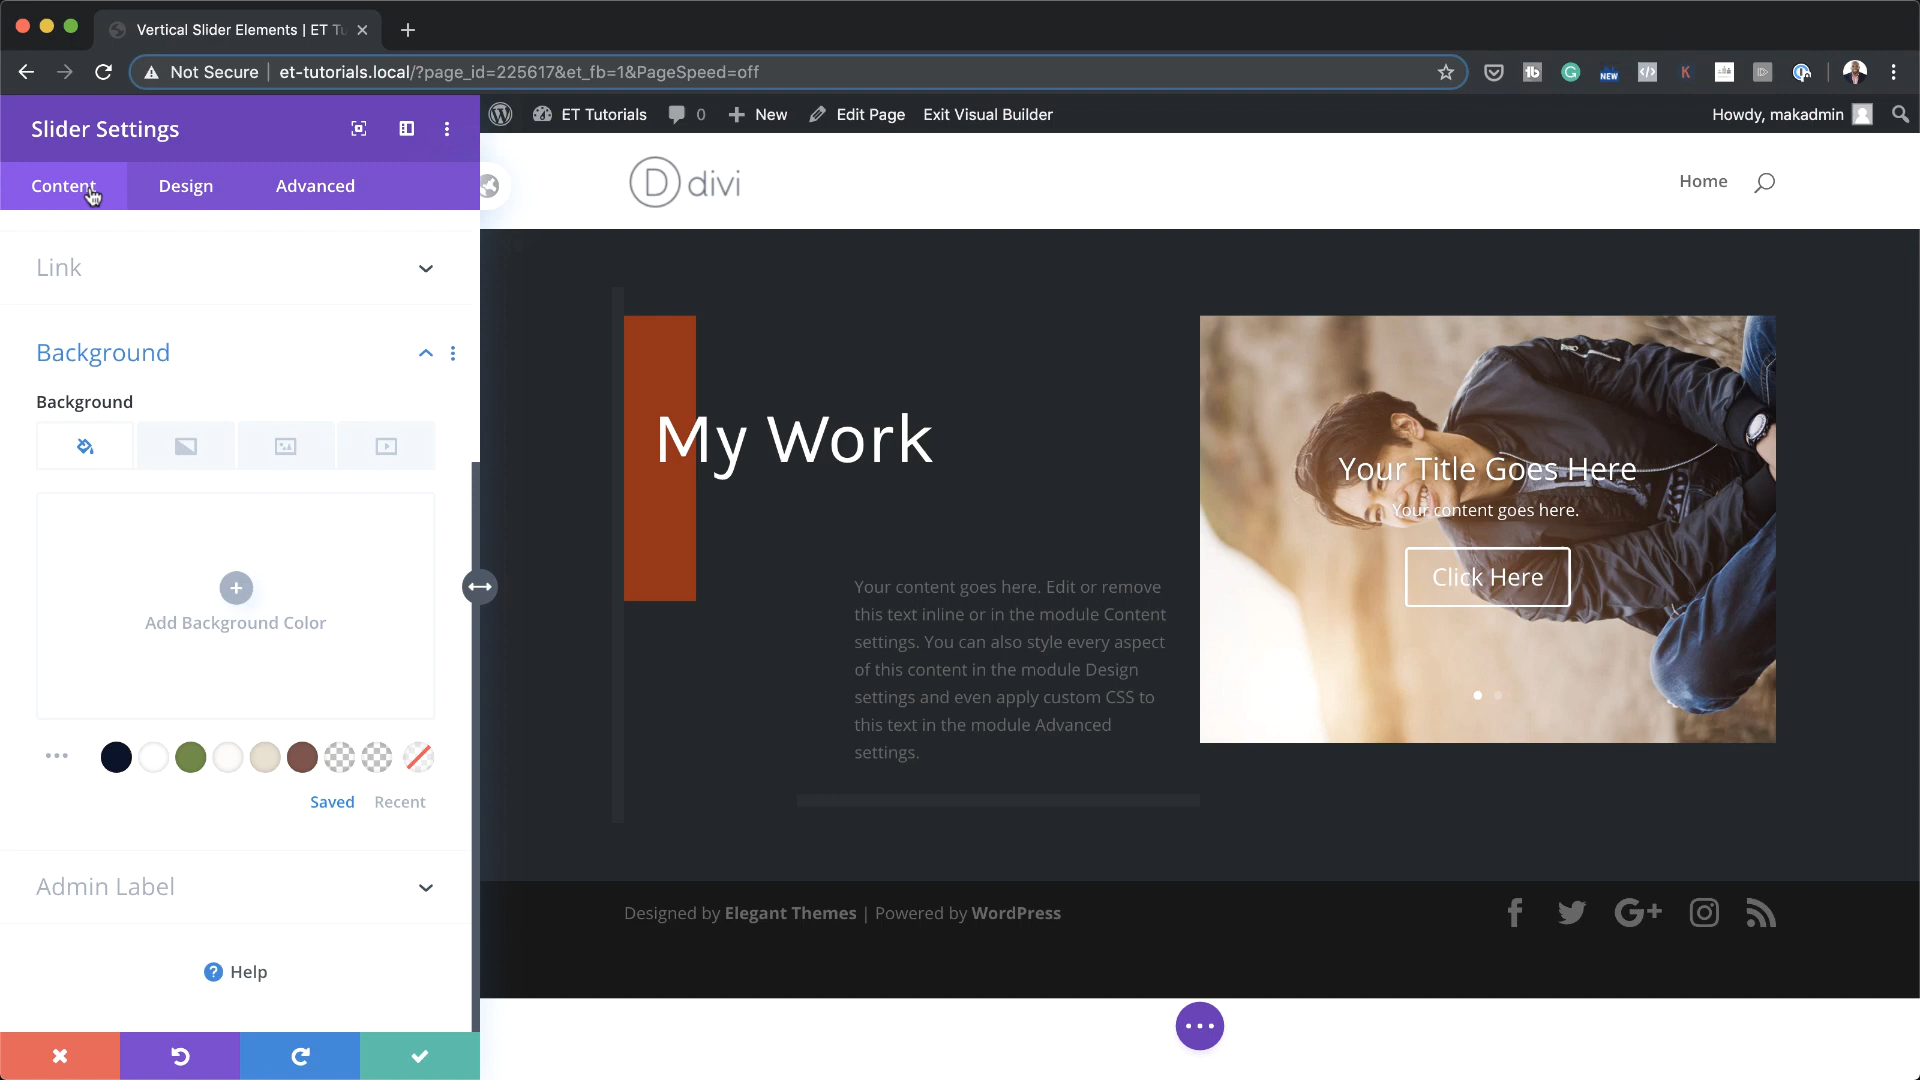 Vertical Slider Elements | ET Tu
Not Secure
et-tutorials.local/?page_id=225617&et_fb=1&PageSpeed=off
Slider Settings
ET Tutorials
0
New
Edit Page
Exit Visual Builder
Howdy, makadmin
Content
Design
Advanced
divi
Home
Link
Background
Background
Add Background Color
Saved
Recent
Admin Label
Help
My Work
Your content goes here. Edit or remove
this text inline or in the module Content
settings. You can also style every aspect
of this content in the module Design
settings and even apply custom CSS to
this text in the module Advanced
settings.
Your Title Goes Here
Your content goes here.
Click Here
Designed by Elegant Themes | Powered by WordPress